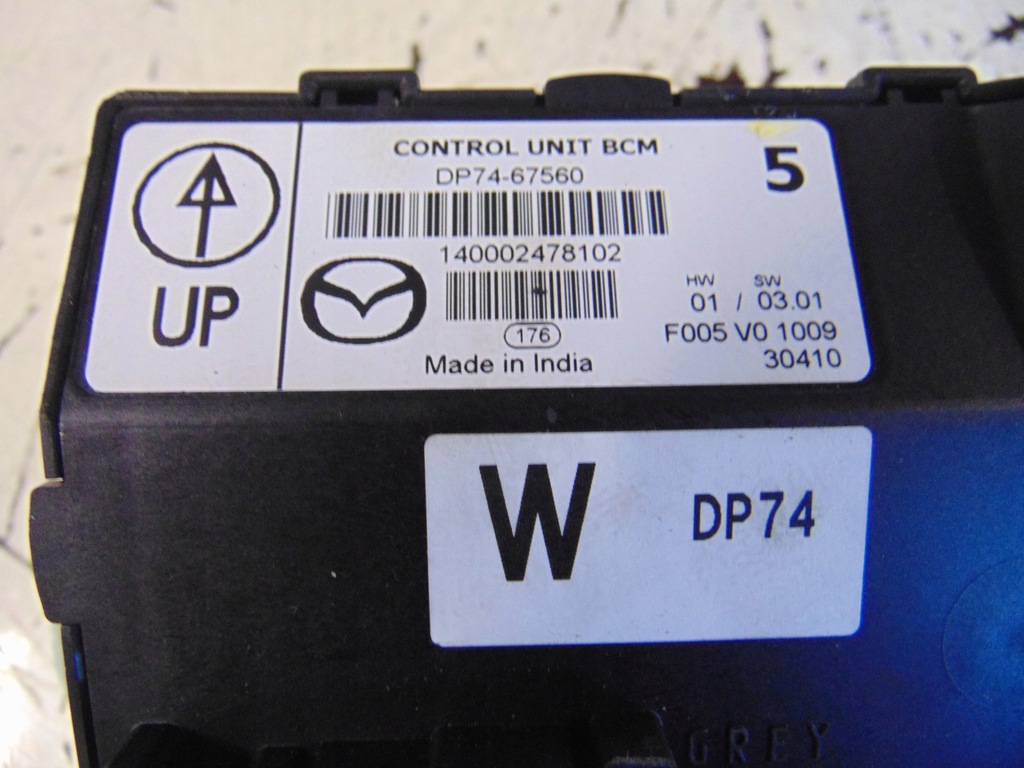 UP
CONTROL UNIT BCM
5
DP74-67560
140002478102
HW SW
01 / 03.01
176
F005 V0 1009
Made in India
30410
W DP74
GREY